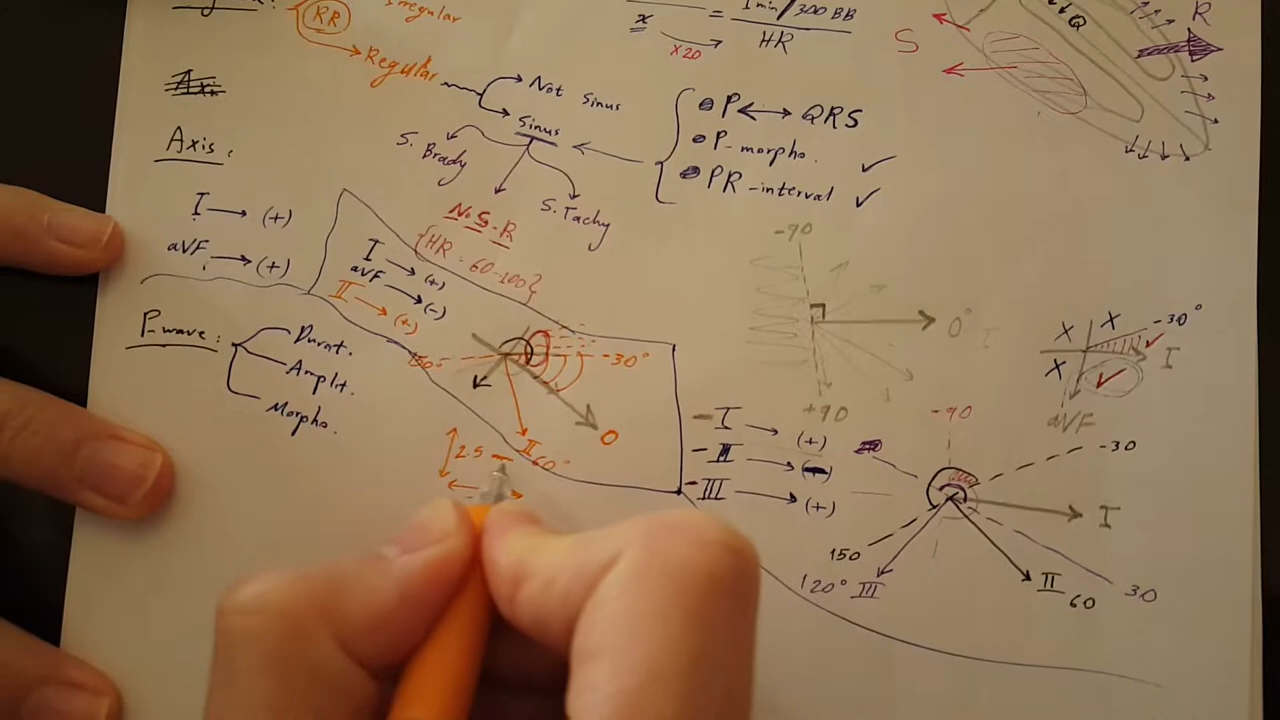 Irregular
RR
Regular
Not Sinus
Sinus
S. Brady
S. Tachy
N.S.R
{HR = 60-100}
P ↔ QRS
P-morpho. ✓
PR-interval ✓
x
x20
= 1 min/300 BB
HR
Q
R
S
Axis:
I → (+)
aVF → (+)
I → (+)
aVF → (-)
II → (+)
150°
-30°
0
II 60°
P-wave:
Durat.
Amplit.
Morpho.
2.5
-90
0° I
+90
X X -30°
X ✓ I
✓
aVF
-I → (+)
-II →
-III → (+)
-90
-30
I
30
II 60
120° III
150